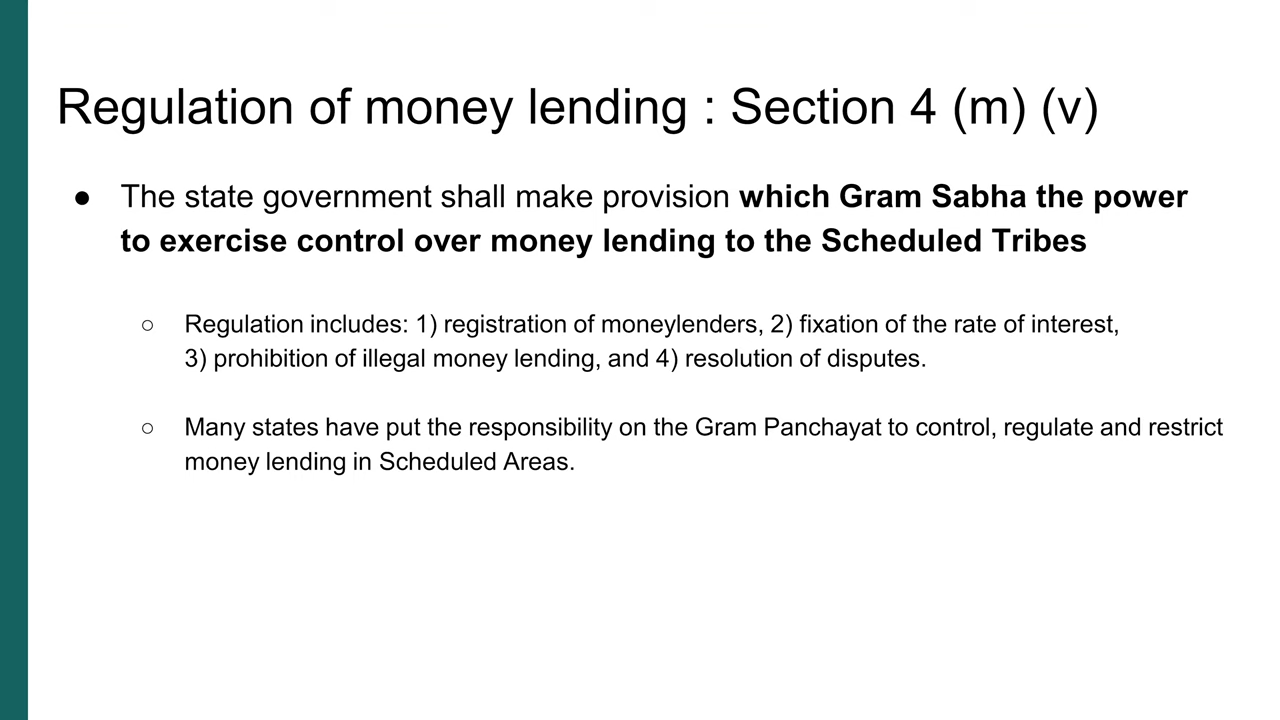 Regulation of money lending : Section 4 (m) (v)
● The state government shall make provision which Gram Sabha the power
to exercise control over money lending to the Scheduled Tribes
○ Regulation includes: 1) registration of moneylenders, 2) fixation of the rate of interest,
3) prohibition of illegal money lending, and 4) resolution of disputes.
○ Many states have put the responsibility on the Gram Panchayat to control, regulate and restrict
money lending in Scheduled Areas.